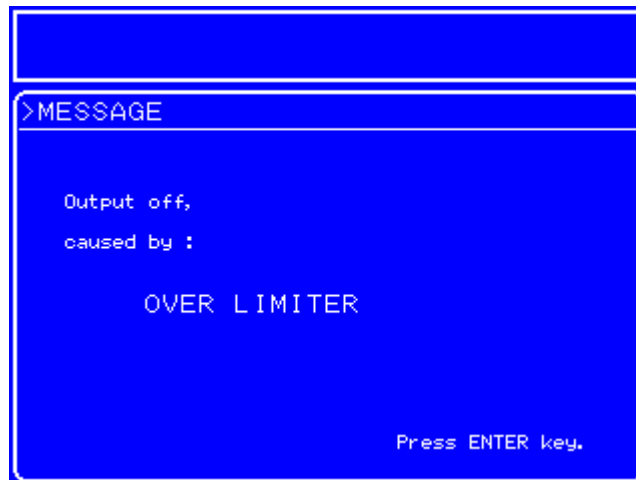 >MESSAGE
Output off,
caused by :
OVER LIMITER
Press ENTER key.